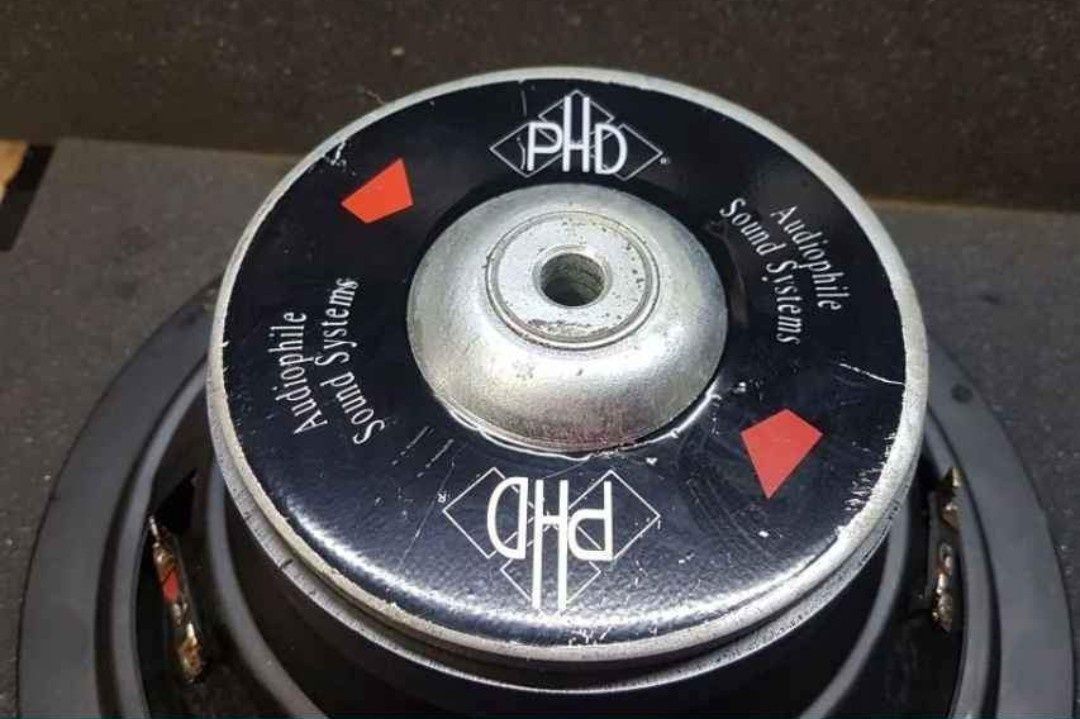 PHD
®
Audiophile
Sound Systems
Audiophile
Sound Systems
PHD
®